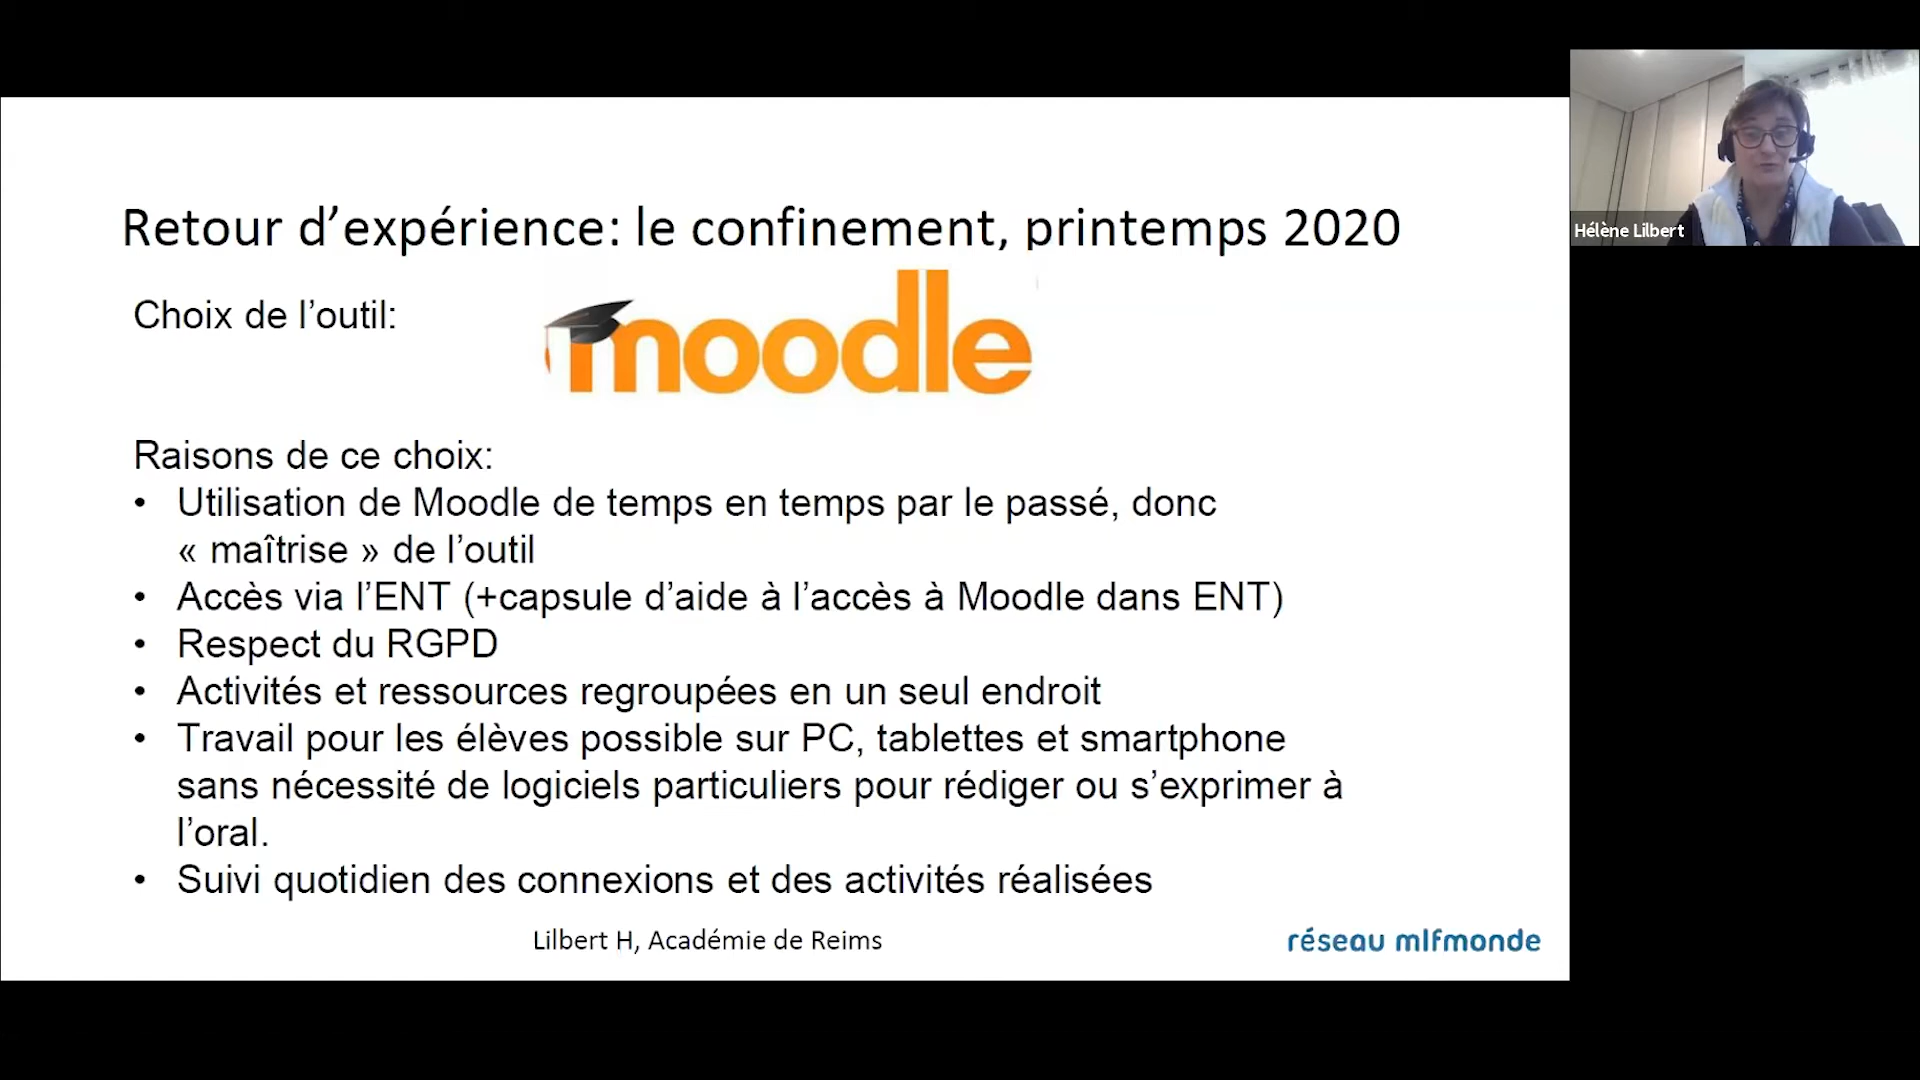 Retour d’expérience: le confinement, printemps 2020
Choix de l’outil:
moodle
Raisons de ce choix:
• Utilisation de Moodle de temps en temps par le passé, donc
« maîtrise » de l’outil
• Accès via l’ENT (+capsule d’aide à l’accès à Moodle dans ENT)
• Respect du RGPD
• Activités et ressources regroupées en un seul endroit
• Travail pour les élèves possible sur PC, tablettes et smartphone
sans nécessité de logiciels particuliers pour rédiger ou s’exprimer à
l’oral.
• Suivi quotidien des connexions et des activités réalisées
Lilbert H, Académie de Reims
réseau mlfmonde
Hélène Lilbert